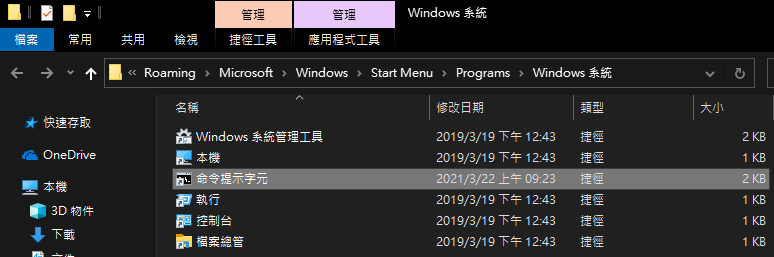 管理 管理 Windows 系統
檔案 常用 共用 檢視 捷徑工具 應用程式工具
« Roaming › Microsoft › Windows › Start Menu › Programs › Windows 系統
名稱 修改日期 類型 大小
快速存取
Windows 系統管理工具 2019/3/19 下午 12:43 捷徑 2 KB
OneDrive
本機 2019/3/19 下午 12:43 捷徑 1 KB
命令提示字元 2021/3/22 上午 09:23 捷徑 2 KB
本機
執行 2019/3/19 下午 12:43 捷徑 1 KB
3D 物件
控制台 2019/3/19 下午 12:43 捷徑 1 KB
下載
檔案總管 2019/3/19 下午 12:43 捷徑 1 KB